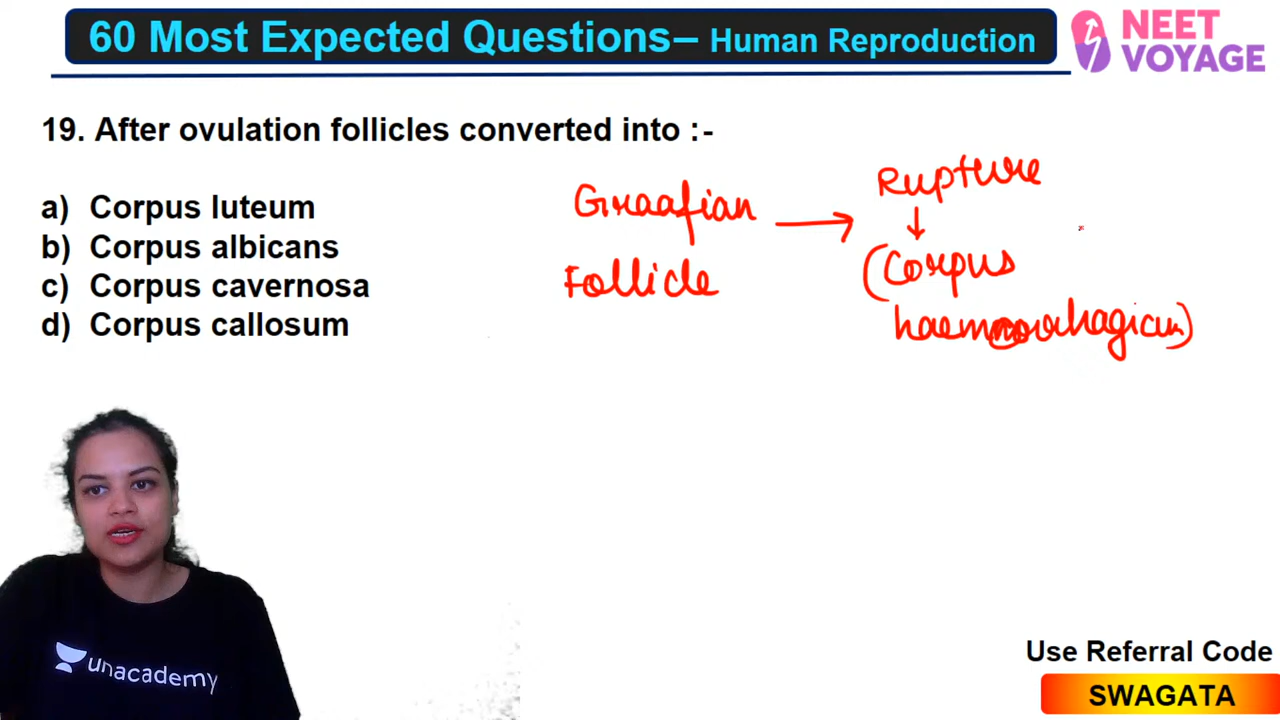 60 Most Expected Questions– Human Reproduction
NEET
VOYAGE
19. After ovulation follicles converted into :-
a) Corpus luteum
b) Corpus albicans
c) Corpus cavernosa
d) Corpus callosum
Graafian
Follicle
Rupture
(Corpus
unacademy
Use Referral Code
SWAGATA